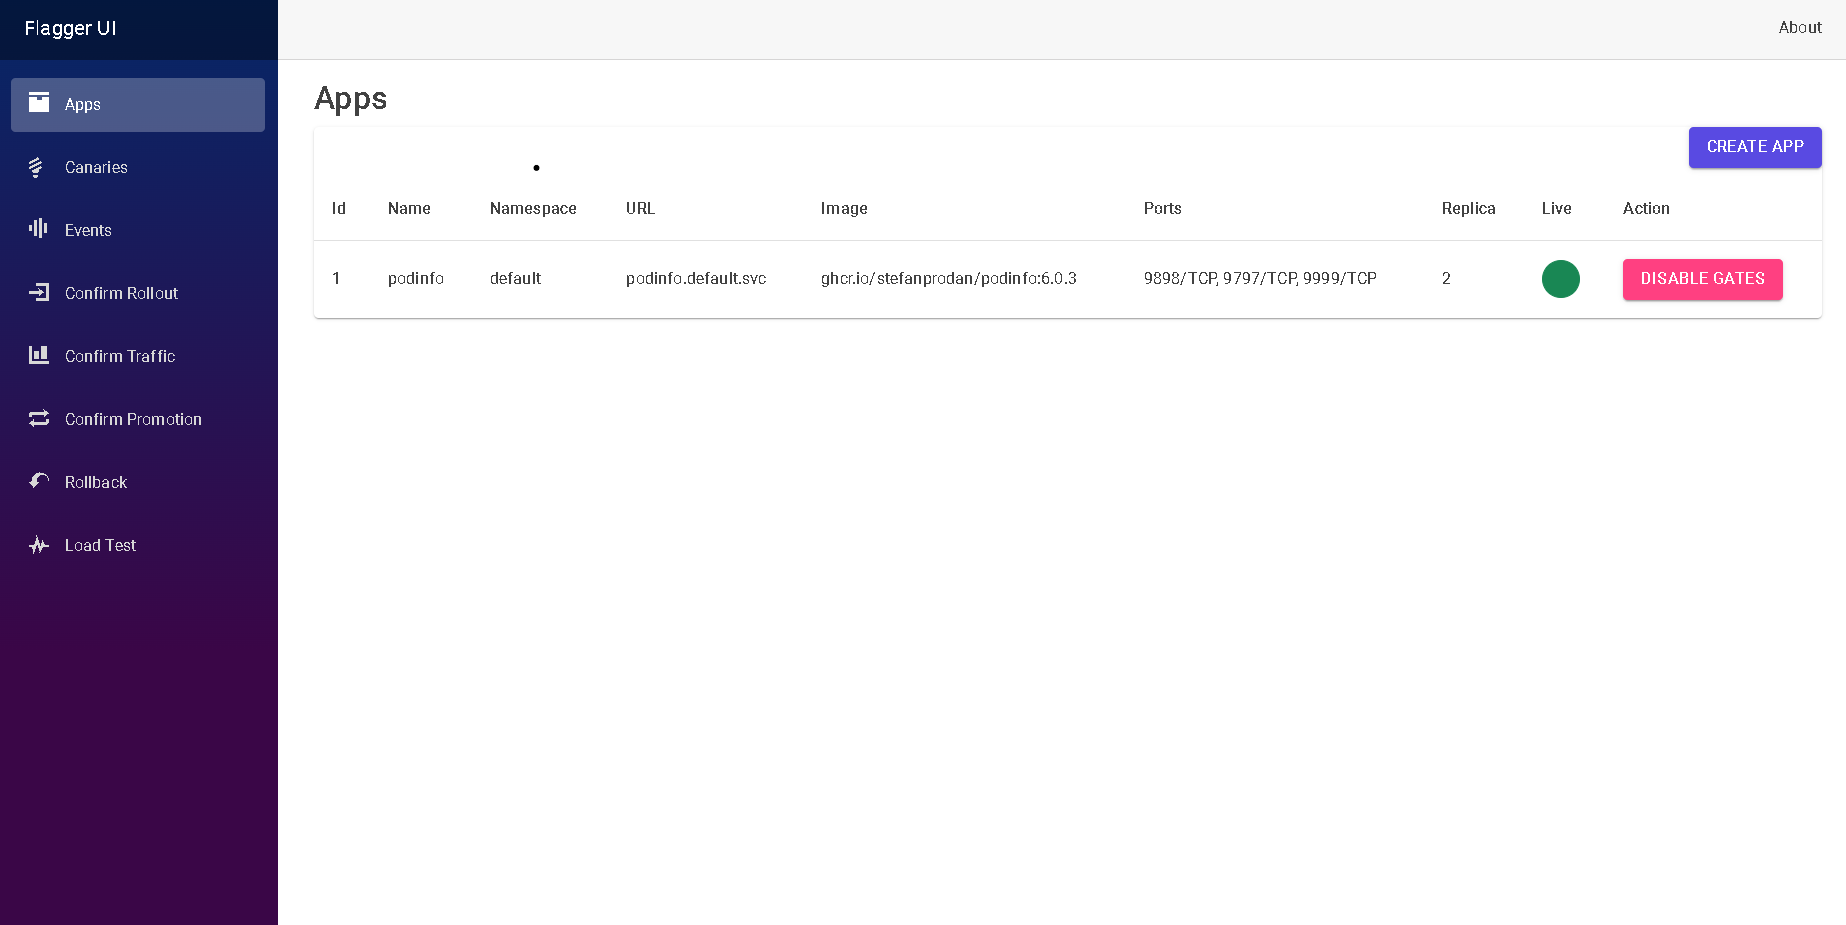 Flagger UI
About
Apps
Canaries
Events
Confirm Rollout
Confirm Traffic
Confirm Promotion
Rollback
Load Test
Apps
CREATE APP
Id Name Namespace URL Image Ports Replica Live Action
1 podinfo default podinfo.default.svc ghcr.io/stefanprodan/podinfo:6.0.3 9898/TCP, 9797/TCP, 9999/TCP 2 DISABLE GATES